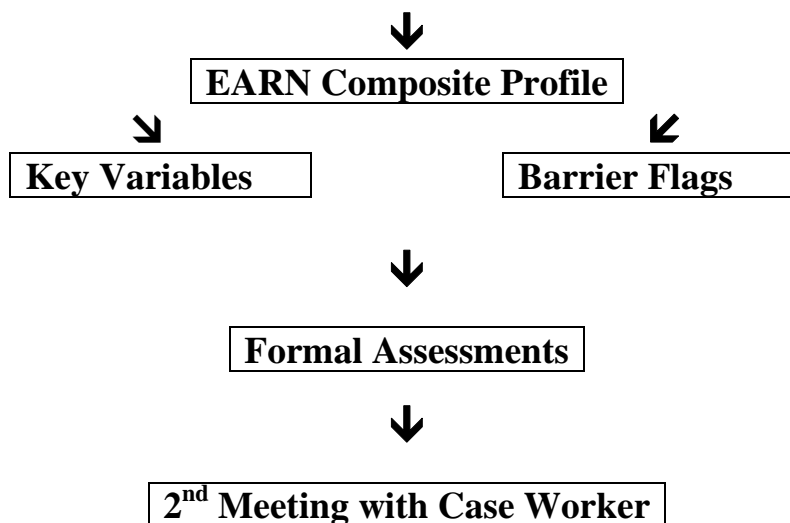 EARN Composite Profile
Key Variables
Barrier Flags
Formal Assessments
2nd Meeting with Case Worker